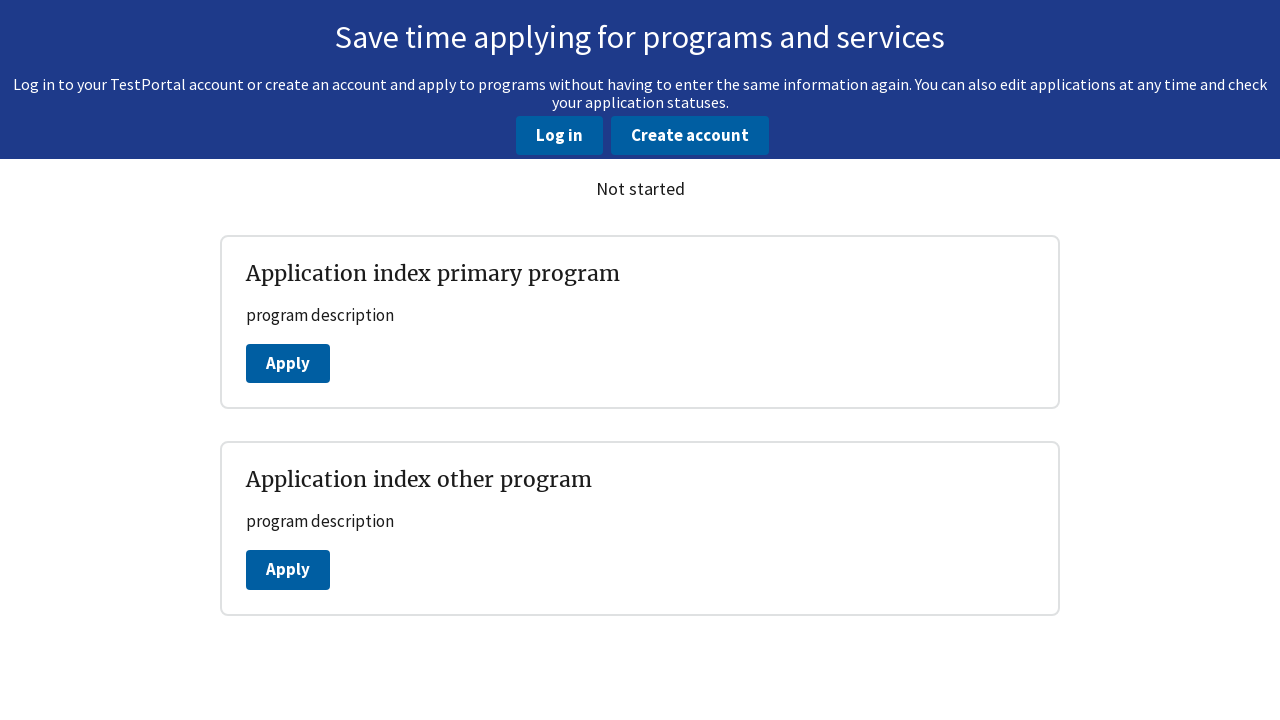 Save time applying for programs and services
Log in to your TestPortal account or create an account and apply to programs without having to enter the same information again. You can also edit applications at any time and check
your application statuses.
Log in
Create account
Not started
Application index primary program
program description
Apply
Application index other program
program description
Apply